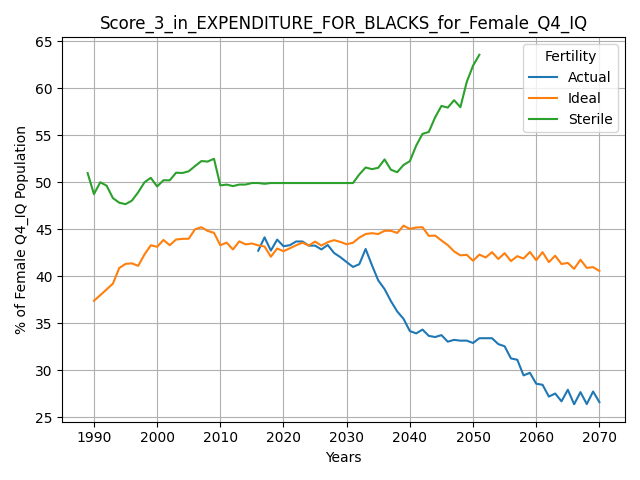 Score_3_in_EXPENDITURE_FOR_BLACKS_for_Female_Q4_IQ
% of Female Q4_IQ Population
65
60
55
50
45
40
35
30
25
Fertility
Actual
Ideal
Sterile
1990 2000 2010 2020 2030 2040 2050 2060 2070
Years